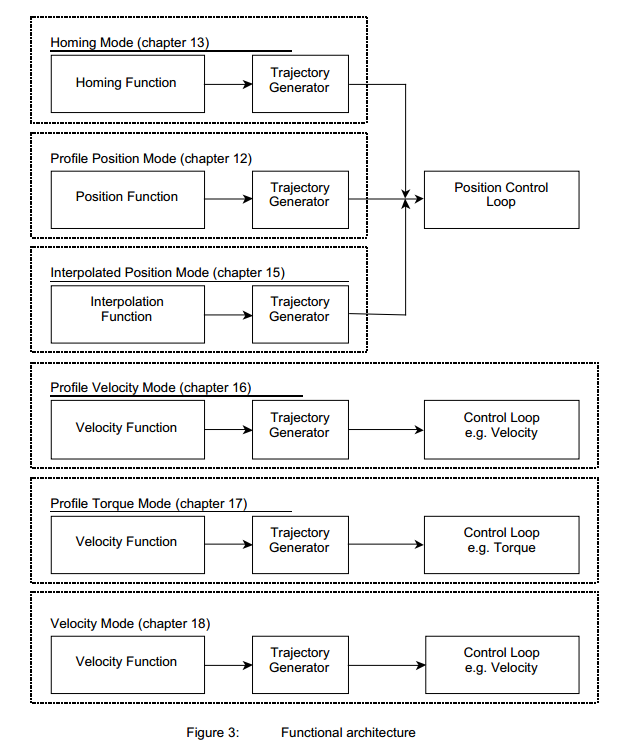 Homing Mode (chapter 13)
Homing Function
Trajectory
Generator
Profile Position Mode (chapter 12)
Position Function
Trajectory
Generator
Position Control
Loop
Interpolated Position Mode (chapter 15)
Interpolation
Function
Trajectory
Generator
Profile Velocity Mode (chapter 16)
Velocity Function
Trajectory
Generator
Control Loop
e.g. Velocity
Profile Torque Mode (chapter 17)
Velocity Function
Trajectory
Generator
Control Loop
e.g. Torque
Velocity Mode (chapter 18)
Velocity Function
Trajectory
Generator
Control Loop
e.g. Velocity
Figure 3: Functional architecture